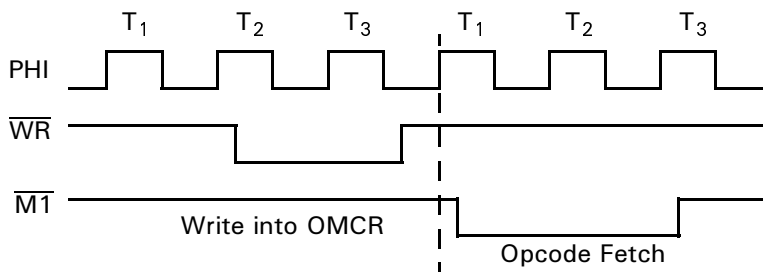 T1 T2 T3 T1 T2 T3
PHI
WR
M1
Write into OMCR
Opcode Fetch